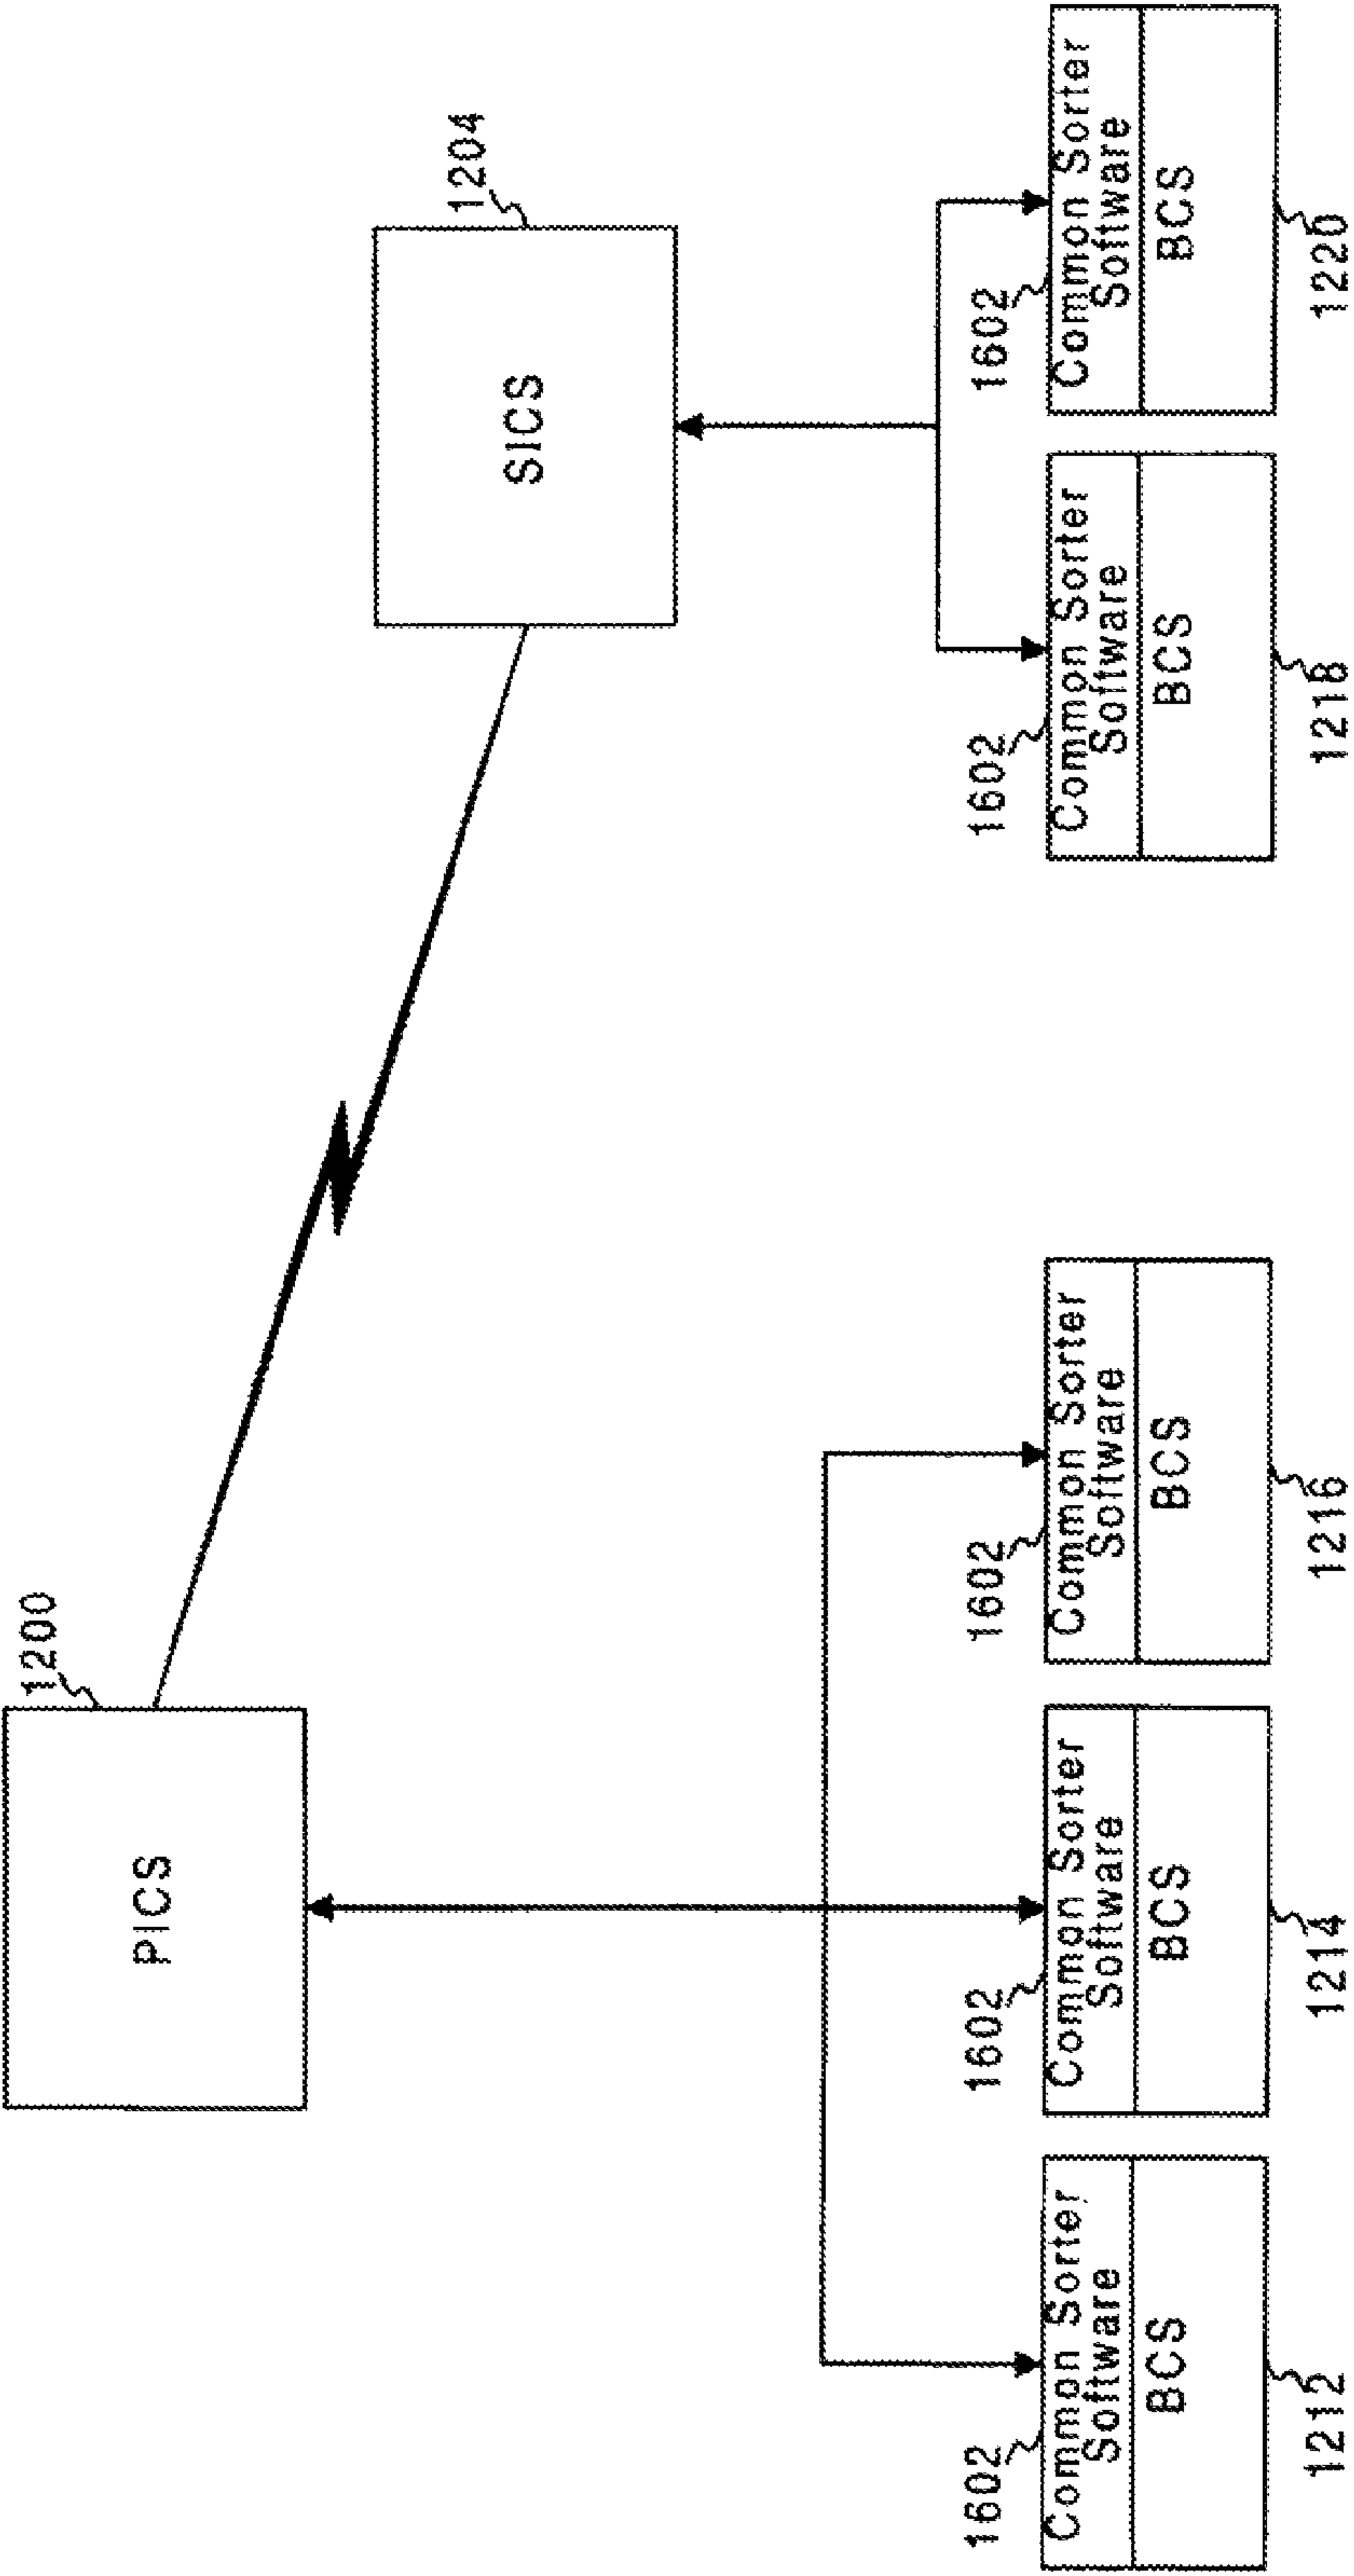 PICS
1200
SICS
1204
1602
Common Sorter
Software
BCS
1212
1602
Common Sorter
Software
BCS
1214
1602
Common Sorter
Software
BCS
1216
1602
Common Sorter
Software
BCS
1218
1602
Common Sorter
Software
BCS
1220